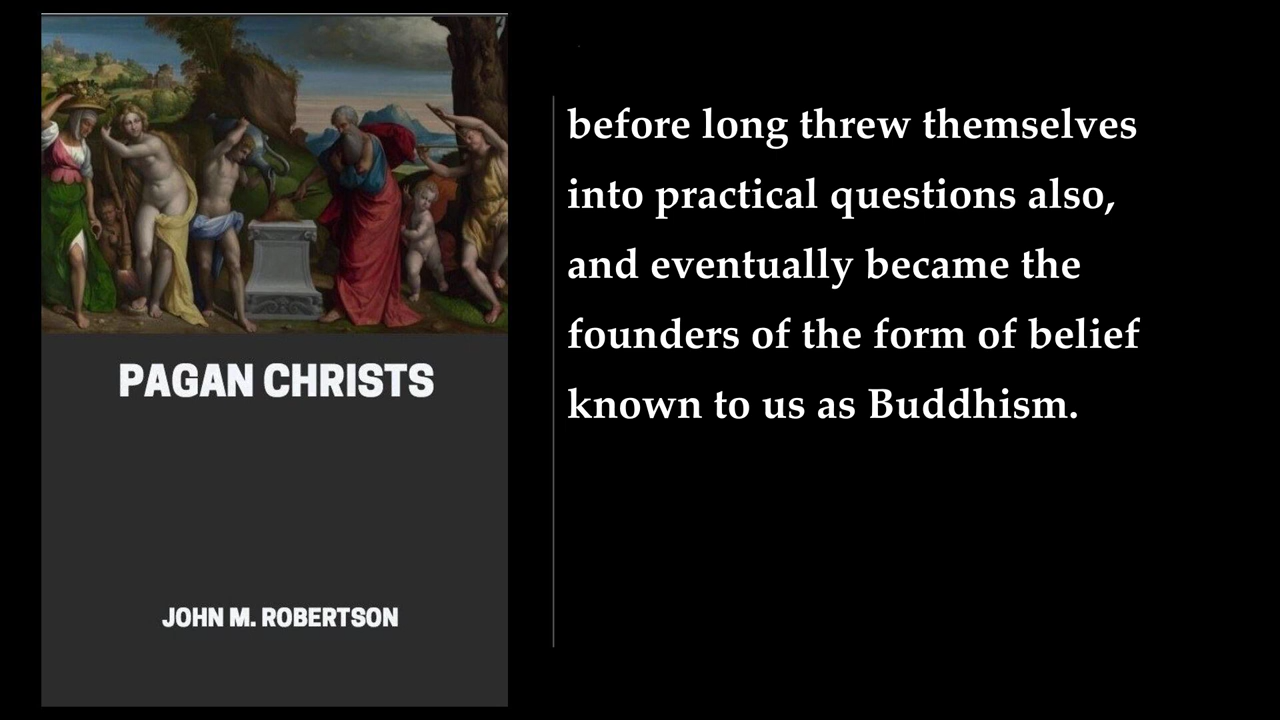 PAGAN CHRISTS
JOHN M. ROBERTSON
before long threw themselves
into practical questions also,
and eventually became the
founders of the form of belief
known to us as Buddhism.